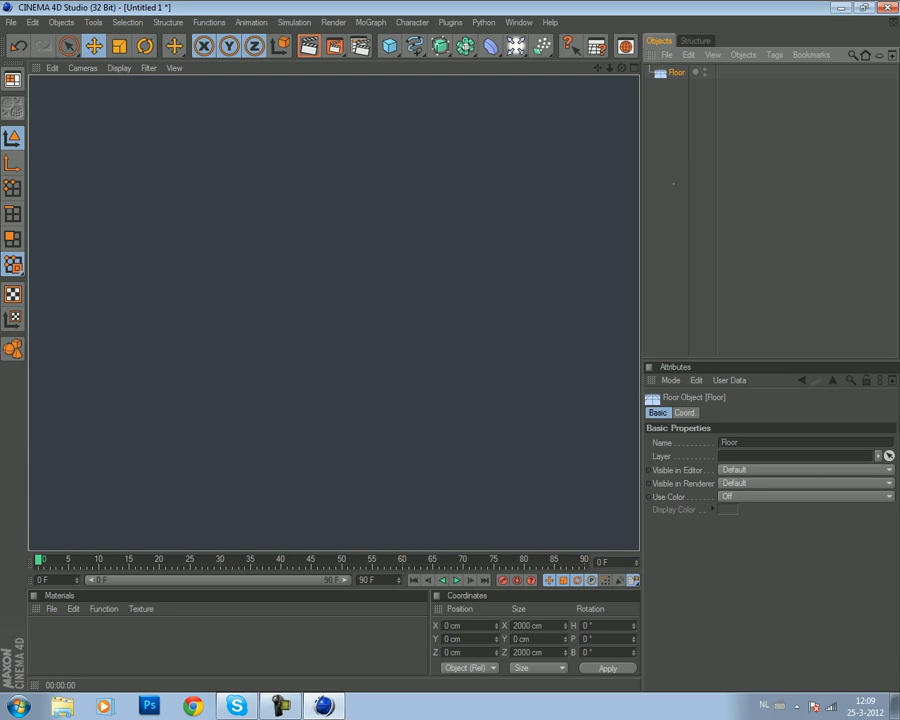 CINEMA 4D Studio (32 Bit) - [Untitled 1 *]
File Edit Objects Tools Selection Structure Functions Animation Simulation Render MoGraph Character Plugins Python Window Help
X Y Z
Edit Cameras Display Filter View
Objects Structure
File Edit View Objects Tags Bookmarks
Floor
Attributes
Mode Edit User Data
Floor Object [Floor]
Basic Coord.
Basic Properties
Name Floor
Layer
Visible in Editor Default
Visible in Renderer Default
Use Color Off
Display Color
0 5 10 15 20 25 30 35 40 45 50 55 60 65 70 75 80 85 90 0 F
0 F 0 F 90 F 90 F
Materials
File Edit Function Texture
Coordinates
Position Size Rotation
X 0 cm X 2000 cm H 0 °
Y 0 cm Y 0 cm P 0 °
Z 0 cm Z 2000 cm B 0 °
Object (Rel) Size Apply
MAXON CINEMA 4D
00:00:00
Ps
NL
12:09
25-3-2012